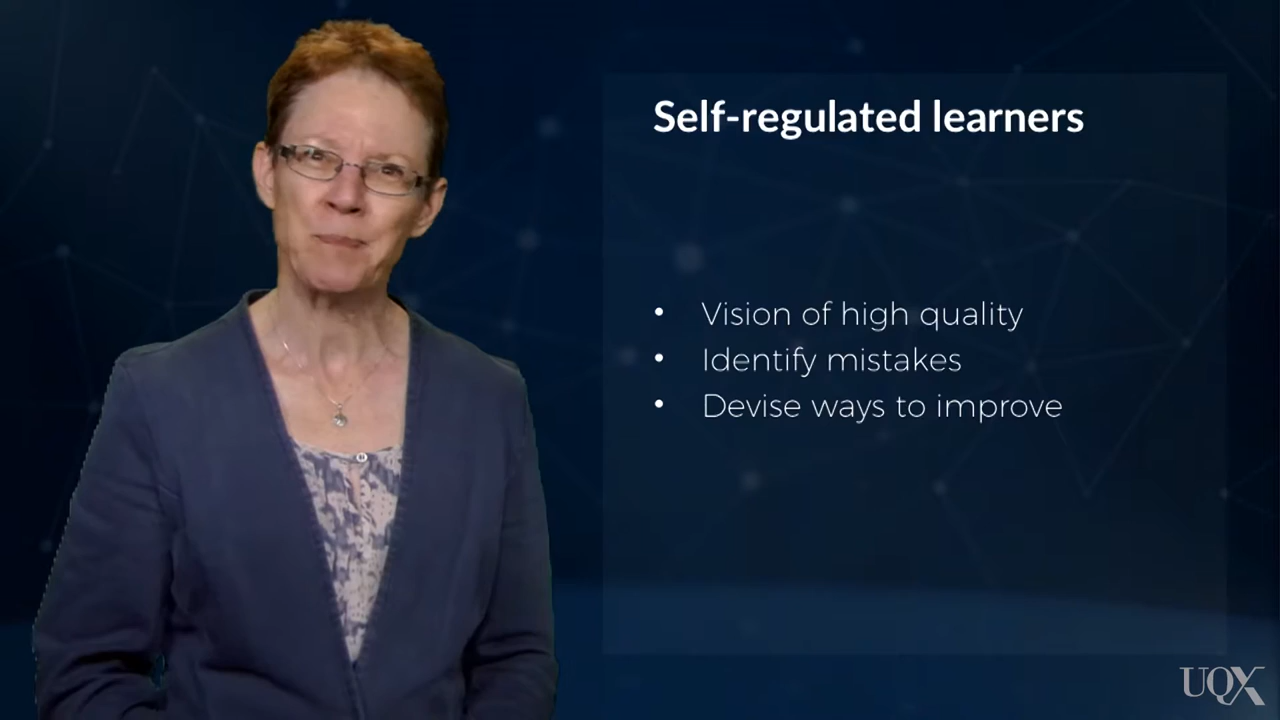 Self-regulated learners
• Vision of high quality
• Identify mistakes
• Devise ways to improve
UQX